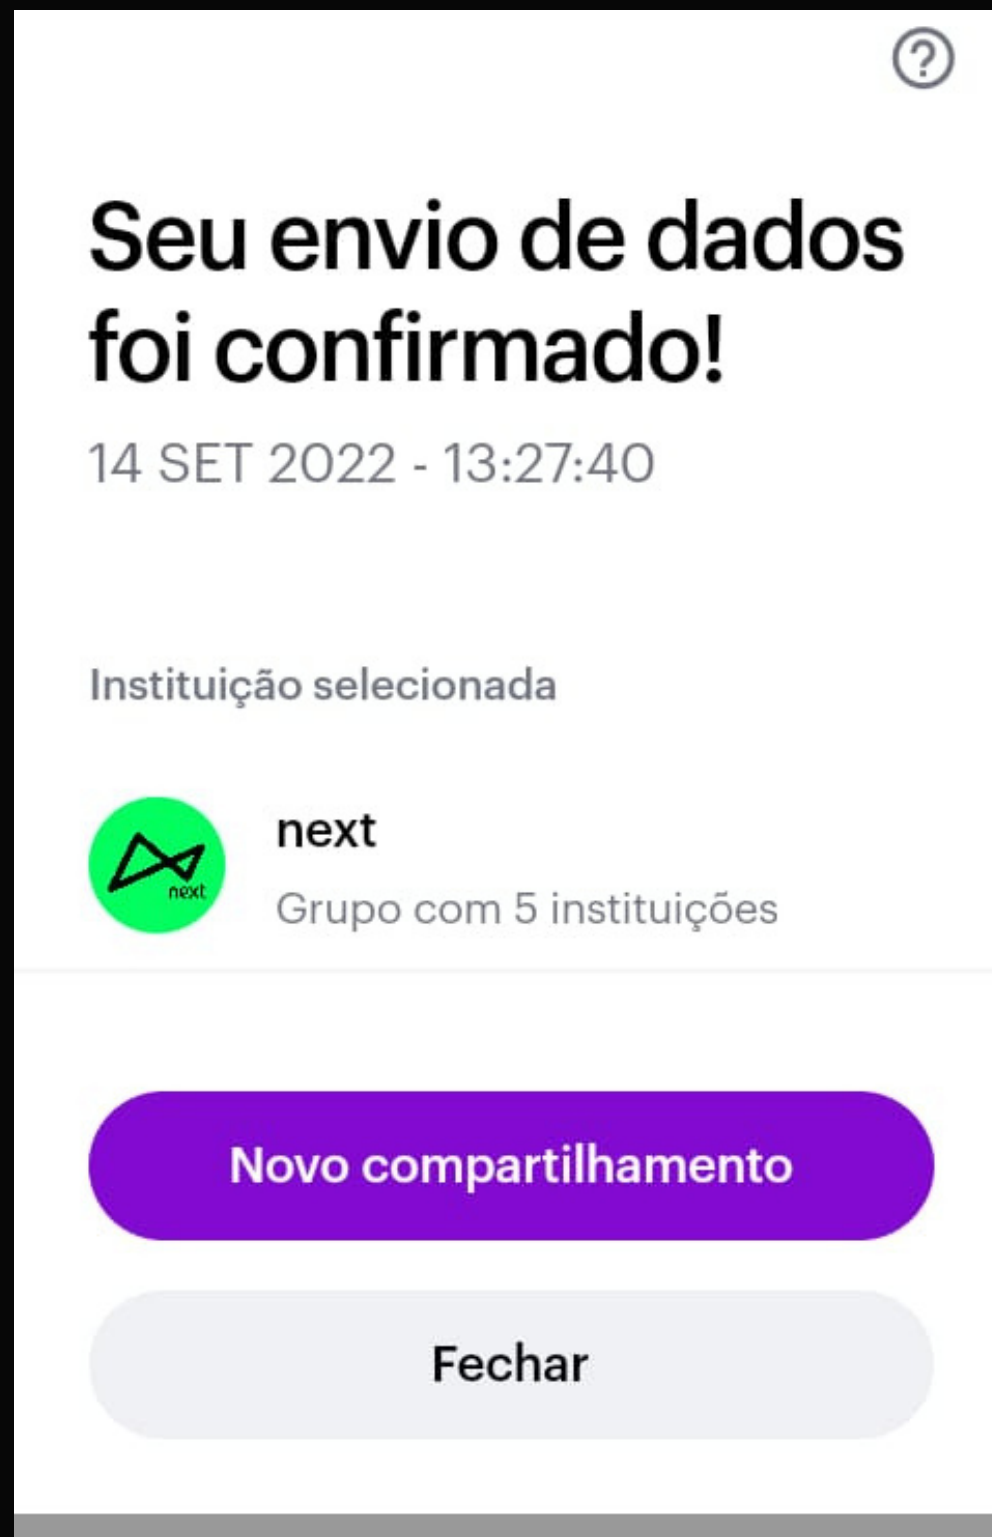 Seu envio de dados
foi confirmado!
14 SET 2022 - 13:27:40
Instituição selecionada
next
next
Grupo com 5 instituições
Novo compartilhamento
Fechar